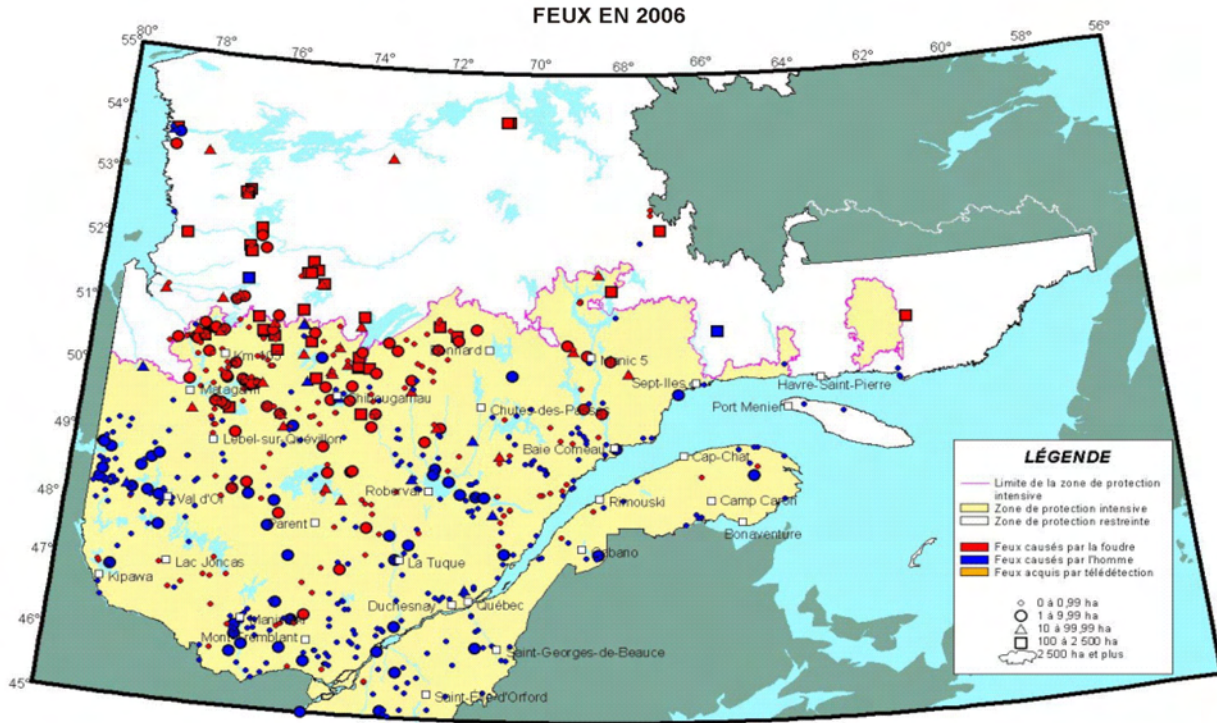 FEUX EN 2006
80°
78°
76°
74°
72°
70°
68°
66°
64°
62°
60°
58°
56°
55°
54°
53°
52°
51°
50°
49°
48°
47°
46°
45°
Manic 5
Sept-Iles
Havre-Saint-Pierre
Port Menier
Matagami
Chibougamau
Chutes-des-Passes
Lebel-sur-Quévillon
Baie Comeau
Cap-Chat
Val d'Or
Roberval
Rimouski
Camp Caron
Parent
Bonaventure
Lac Joncas
La Tuque
Cabano
Kipawa
Duchesnay
Québec
Maniwaki
Mont-Tremblant
Saint-Georges-de-Beauce
LÉGENDE
Limite de la zone de protection
intensive
Zone de protection intensive
Zone de protection restreinte
Feux causés par la foudre
Feux causés par l'homme
Feux acquis par télédétection
0 à 0,99 ha
1 à 9,99 ha
10 à 99,99 ha
100 à 2 500 ha
2 500 ha et plus